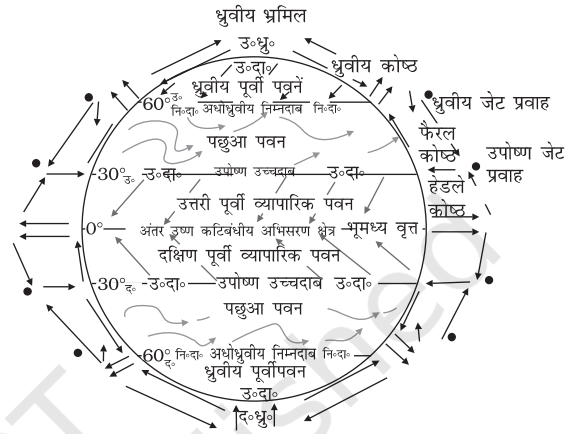 ध्रुवीय भ्रमिल
उ॰ध्रु॰
उ॰दा॰
ध्रुवीय कोष्ठ
ध्रुवीय पूर्वी पवनें
60°उ॰
नि॰दा॰ अधोध्रुवीय निम्नदाब नि॰दा॰
ध्रुवीय जेट प्रवाह
पछुआ पवन
फैरल
कोष्ठ
उपोष्ण जेट
प्रवाह
30°उ॰ उ॰दा॰ उपोष्ण उच्चदाब उ॰दा॰
हेडले
कोष्ठ
उत्तरी पूर्वी व्यापारिक पवन
0° अंतर उष्ण कटिबंधीय अभिसरण क्षेत्र भूमध्य वृत्त
दक्षिण पूर्वी व्यापारिक पवन
30°द॰ उ॰दा॰ उपोष्ण उच्चदाब उ॰दा॰
पछुआ पवन
60°द॰ नि॰दा॰ अधोध्रुवीय निम्नदाब नि॰दा॰
ध्रुवीय पूर्वीपवन
उ॰दा॰
द॰ध्रु॰